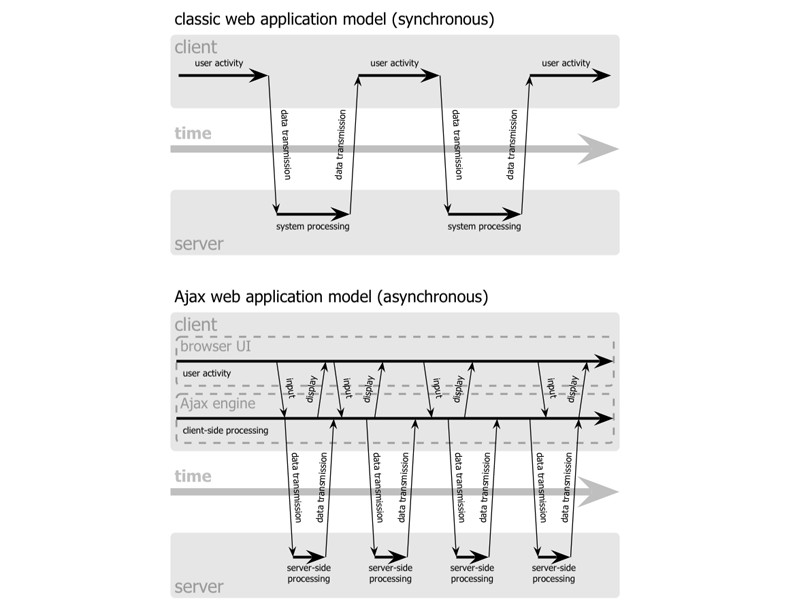 classic web application model (synchronous)
client
user activity
user activity
user activity
data transmission
data transmission
data transmission
data transmission
time
system processing
system processing
server
Ajax web application model (asynchronous)
client
browser UI
user activity
input
display
input
display
input
display
input
display
Ajax engine
client-side processing
data transmission
data transmission
data transmission
data transmission
data transmission
data transmission
data transmission
data transmission
time
server-side
processing
server-side
processing
server-side
processing
server-side
processing
server